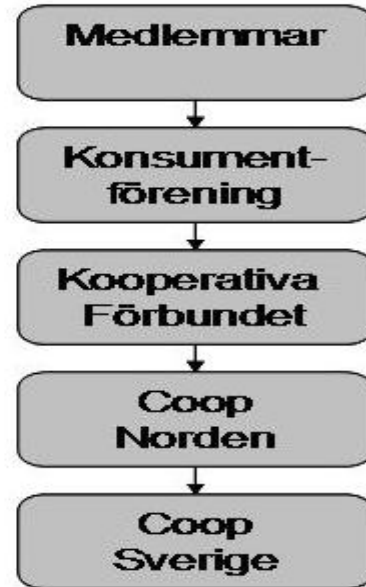 Medlemmar
Konsument-
förening
Kooperativa
Förbundet
Coop
Norden
Coop
Sverige